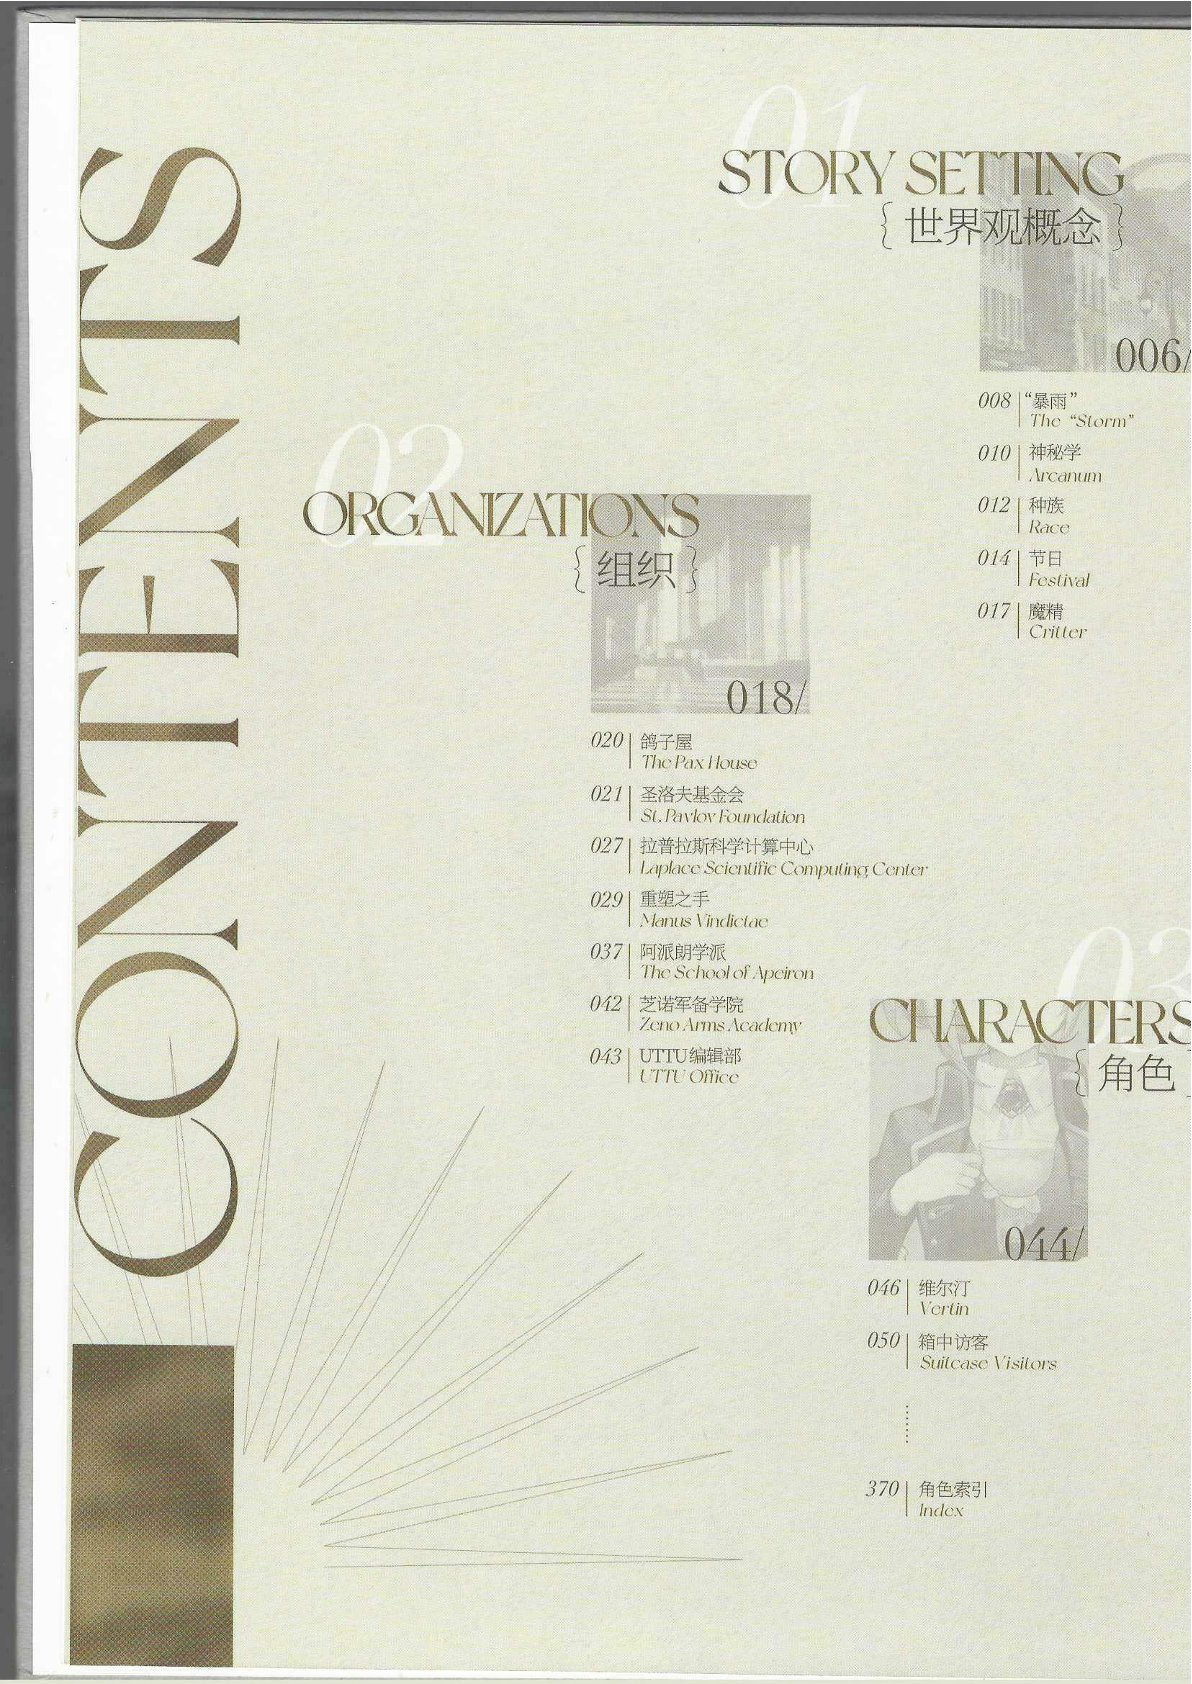 CONTENTS
01
STORY SETTING
{世界观概念}
006/
008 “暴雨”
The “Storm”
010 神秘学
Arcanum
012 种族
Race
014 节日
Festival
017 魔精
Critter
02
ORGANIZATIONS
{组织}
018/
020 鸽子屋
The Pax House
021 圣洛夫基金会
St. Pavlov Foundation
027 拉普拉斯科学计算中心
Laplace Scientific Computing Center
029 重塑之手
Manus Vindictae
037 阿派朗学派
The School of Apeiron
042 芝诺军备学院
Zeno Arms Academy
043 UTTU编辑部
UTTU Office
03
CHARACTERS
{角色
044/
046 维尔汀
Vertin
050 箱中访客
Suitcase Visitors
370 角色索引
Index